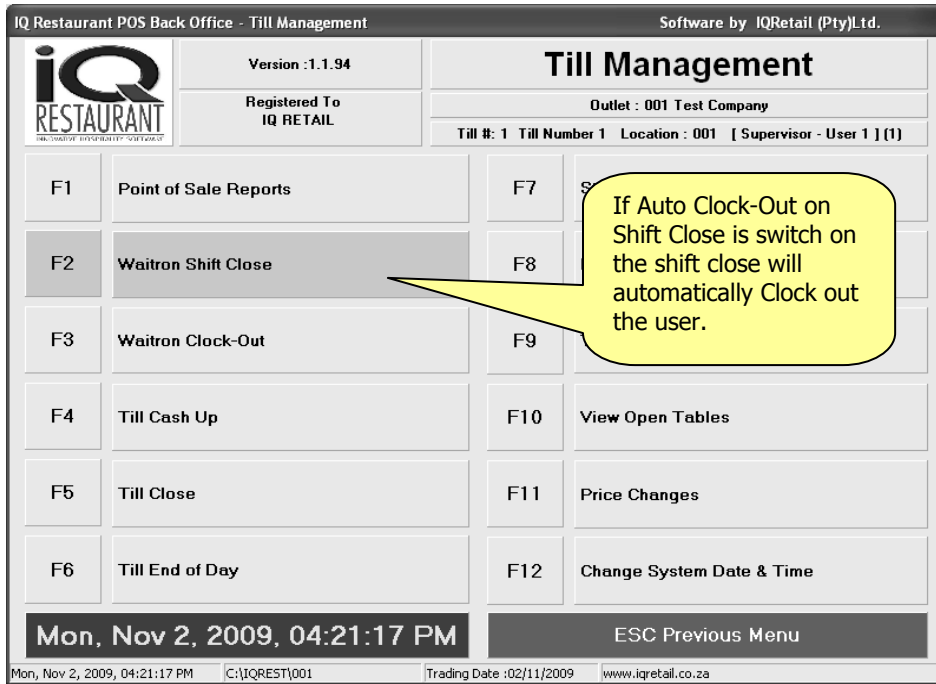 IQ Restaurant POS Back Office - Till Management
Software by IQRetail (Pty)Ltd.
iQ
RESTAURANT
INNOVATIVE HOSPITALITY SOFTWARE
Version :1.1.94
Registered To
IQ RETAIL
Till Management
Outlet : 001 Test Company
Till #: 1 Till Number 1 Location : 001 [ Supervisor - User 1 ] (1)
F1 Point of Sale Reports
F2 Waitron Shift Close
F3 Waitron Clock-Out
F4 Till Cash Up
F5 Till Close
F6 Till End of Day
F7
F8
F9
F10 View Open Tables
F11 Price Changes
F12 Change System Date & Time
If Auto Clock-Out on
Shift Close is switch on
the shift close will
automatically Clock out
the user.
Mon, Nov 2, 2009, 04:21:17 PM
ESC Previous Menu
Mon, Nov 2, 2009, 04:21:17 PM C:\IQREST\001 Trading Date :02/11/2009 www.iqretail.co.za